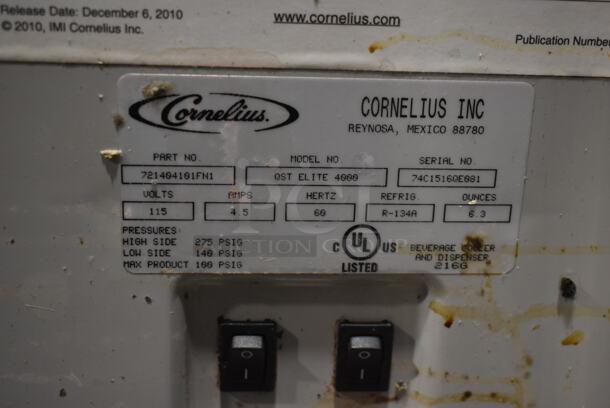 Release Date: December 6, 2010
© 2010, IMI Cornelius Inc.
www.cornelius.com
Publication Number
Cornelius.
CORNELIUS INC
REYNOSA, MEXICO 88780
PART NO. MODEL NO. SERIAL NO.
721404101FN1 QST ELITE 4000 74C1516QE081
VOLTS AMPS HERTZ REFRIG. OUNCES
115 4.5 60 R-134A 6.3
PRESSURES:
HIGH SIDE 275 PSIG
LOW SIDE 140 PSIG
MAX PRODUCT 100 PSIG
C UL US
LISTED
BEVERAGE COOLER
AND DISPENSER
216G